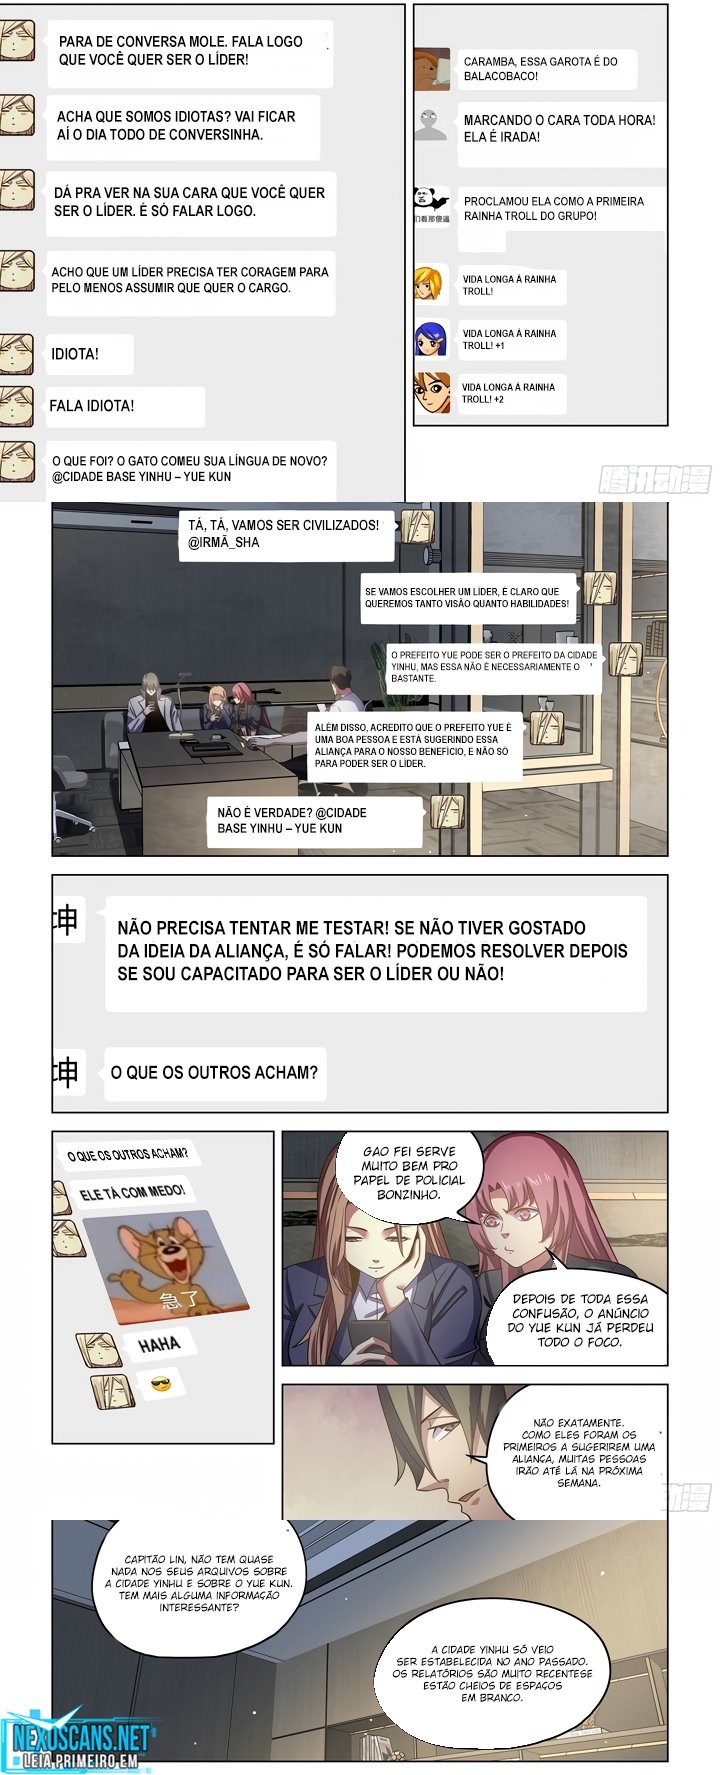 PARA DE CONVERSA MOLE. FALA LOGO
QUE VOCÊ QUER SER O LÍDER!
ACHA QUE SOMOS IDIOTAS? VAI FICAR
AÍ O DIA TODO DE CONVERSINHA.
DÁ PRA VER NA SUA CARA QUE VOCÊ QUER
SER O LÍDER. É SÓ FALAR LOGO.
ACHO QUE UM LÍDER PRECISA TER CORAGEM PARA
PELO MENOS ASSUMIR QUE QUER O CARGO.
IDIOTA!
FALA IDIOTA!
O QUE FOI? O GATO COMEU SUA LÍNGUA DE NOVO?
@CIDADE BASE YINHU – YUE KUN
CARAMBA, ESSA GAROTA É DO
BALACOBACO!
MARCANDO O CARA TODA HORA!
ELA É IRADA!
PROCLAMOU ELA COMO A PRIMEIRA
RAINHA TROLL DO GRUPO!
们看那傻逼
VIDA LONGA Á RAINHA
TROLL!
VIDA LONGA Á RAINHA
TROLL! +1
VIDA LONGA À RAINHA
TROLL! +2
腾讯动漫
TÁ, TÁ, VAMOS SER CIVILIZADOS!
@IRMÃ_SHA
SE VAMOS ESCOLHER UM LÍDER, É CLARO QUE
QUEREMOS TANTO VISÃO QUANTO HABILIDADES!
O PREFEITO YUE PODE SER O PREFEITO DA CIDADE
YINHU, MAS ESSA NÃO É NECESSARIAMENTE O
BASTANTE.
ALÉM DISSO, ACREDITO QUE O PREFEITO YUE É
UMA BOA PESSOA E ESTÁ SUGERINDO ESSA
ALIANÇA PARA O NOSSO BENEFÍCIO, E NÃO SÓ
PARA PODER SER O LÍDER.
NÃO É VERDADE? @CIDADE
BASE YINHU – YUE KUN
坤
NÃO PRECISA TENTAR ME TESTAR! SE NÃO TIVER GOSTADO
DA IDEIA DA ALIANÇA, É SÓ FALAR! PODEMOS RESOLVER DEPOIS
SE SOU CAPACITADO PARA SER O LÍDER OU NÃO!
坤
O QUE OS OUTROS ACHAM?
O QUE OS OUTROS ACHAM?
ELE TÁ COM MEDO!
急了
HAHA
GAO FEI SERVE
MUITO BEM PRO
PAPEL DE POLICIAL
BONZINHO.
DEPOIS DE TODA ESSA
CONFUSÃO, O ANÚNCIO
DO YUE KUN JÁ PERDEU
TODO O FOCO.
NÃO EXATAMENTE.
COMO ELES FORAM OS
PRIMEIROS A SUGERIREM UMA
ALIANÇA, MUITAS PESSOAS
IRÃO ATÉ LÁ NA PRÓXIMA
SEMANA.
动漫
CAPITÃO LIN, NÃO TEM QUASE
NADA NOS SEUS ARQUIVOS SOBRE
A CIDADE YINHU E SOBRE O YUE KUN.
TEM MAIS ALGUMA INFORMAÇÃO
INTERESSANTE?
A CIDADE YINHU SÓ VEIO
SER ESTABELECIDA NO ANO PASSADO.
OS RELATÓRIOS SÃO MUITO RECENTESE
ESTÃO CHEIOS DE ESPAÇOS
EM BRANCO.
NEXOSCANS.NET
LEIA PRIMEIRO EM